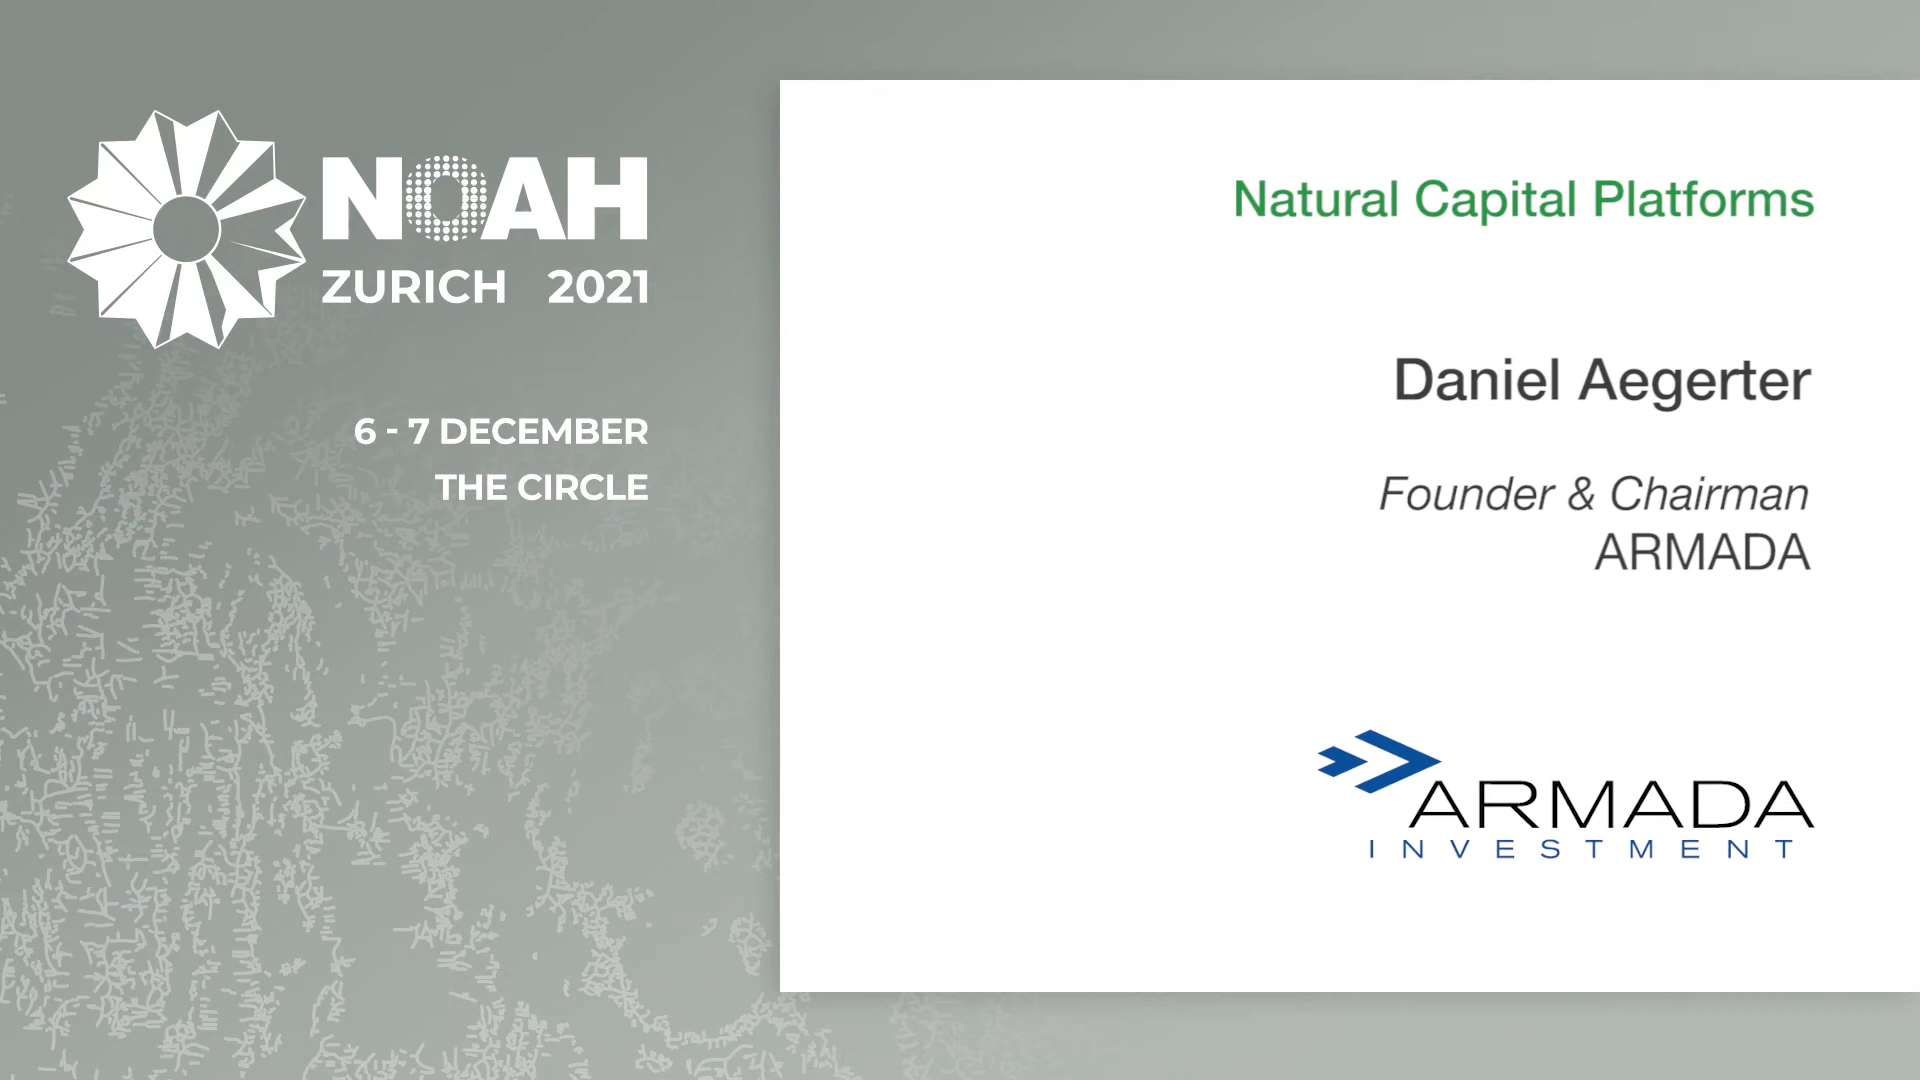 NOAH
ZURICH 2021
6 - 7 DECEMBER
THE CIRCLE
Natural Capital Platforms
Daniel Aegerter
Founder & Chairman
ARMADA
ARMADA
INVESTMENT